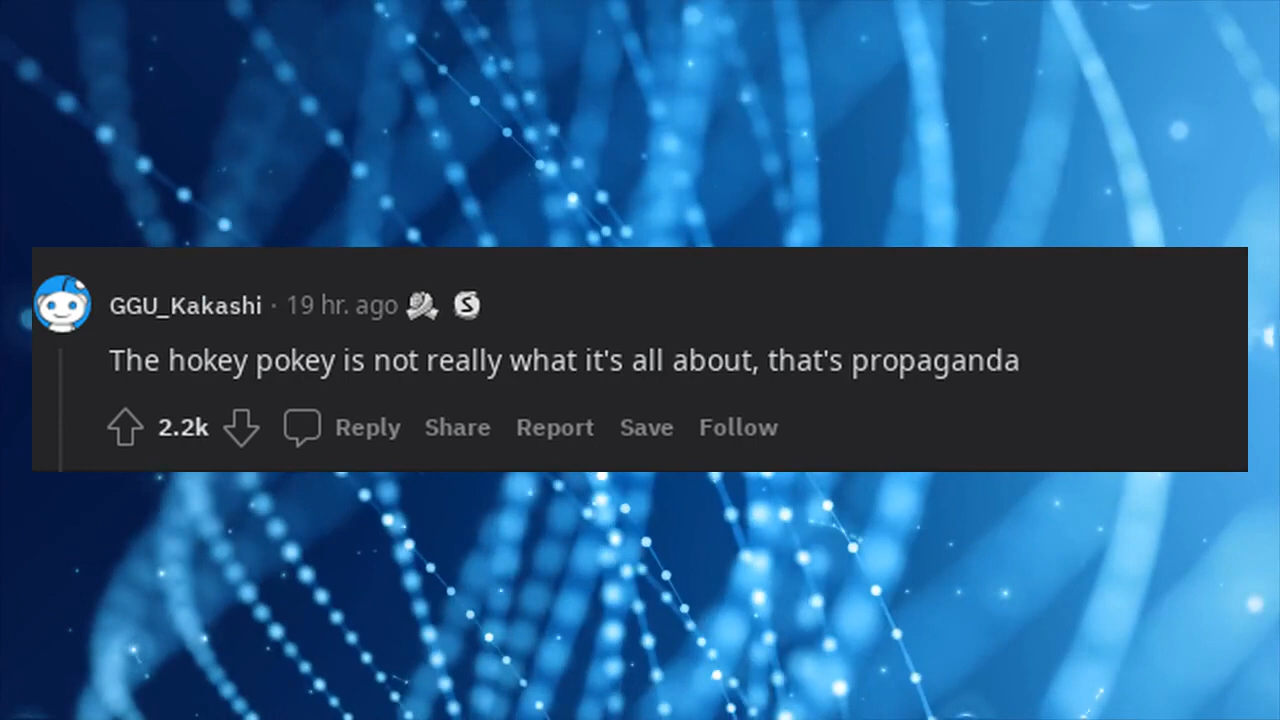 GGU_Kakashi · 19 hr. ago
The hokey pokey is not really what it's all about, that's propaganda
2.2k Reply Share Report Save Follow